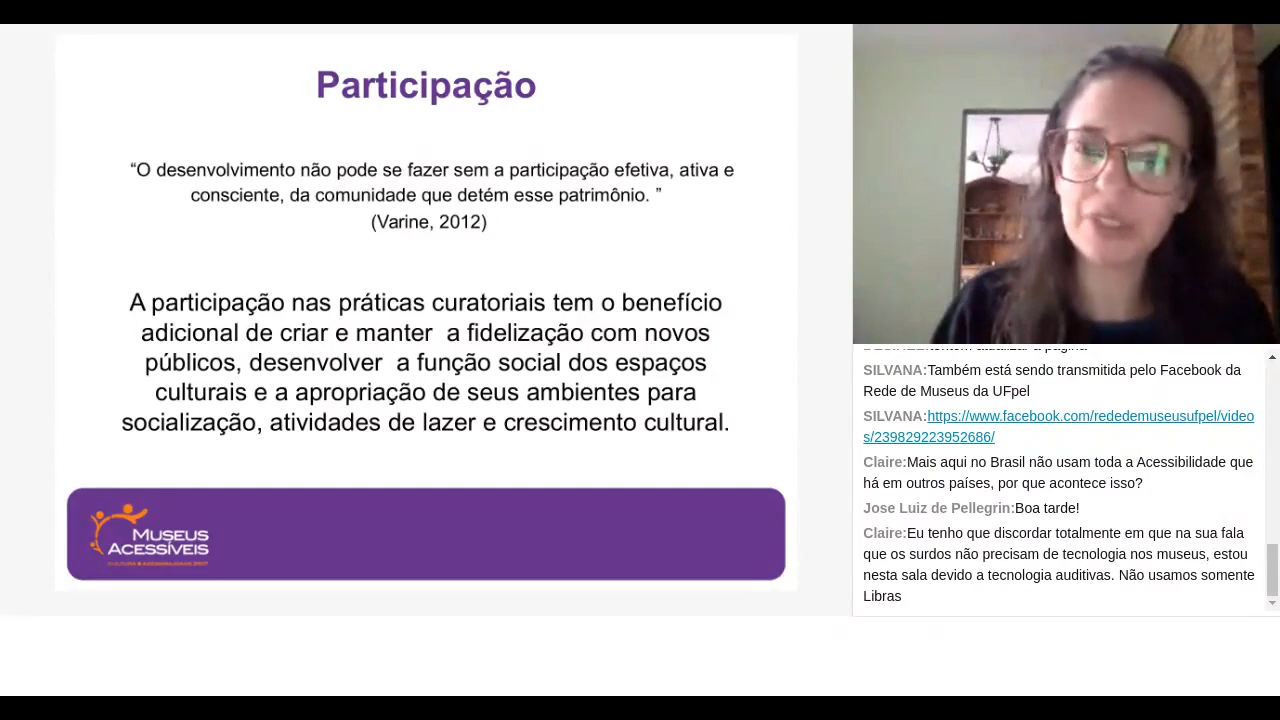 Participação
“O desenvolvimento não pode se fazer sem a participação efetiva, ativa e
consciente, da comunidade que detém esse patrimônio. ”
(Varine, 2012)
A participação nas práticas curatoriais tem o benefício
adicional de criar e manter  a fidelização com novos
públicos, desenvolver  a função social dos espaços
culturais e a apropriação de seus ambientes para
socialização, atividades de lazer e crescimento cultural.
MUSEUS
ACESSÍVEIS
SILVANA:Também está sendo transmitida pelo Facebook da
Rede de Museus da UFpel
SILVANA:https://www.facebook.com/rededemuseusufpel/video
s/239829223952686/
Claire:Mais aqui no Brasil não usam toda a Acessibilidade que
há em outros países, por que acontece isso?
Jose Luiz de Pellegrin:Boa tarde!
Claire:Eu tenho que discordar totalmente em que na sua fala
que os surdos não precisam de tecnologia nos museus, estou
nesta sala devido a tecnologia auditivas. Não usamos somente
Libras